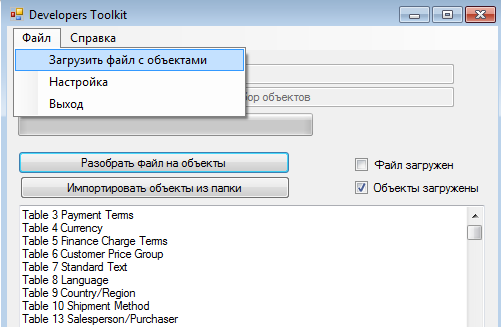 Developers Toolkit
Файл Справка
Загрузить файл с объектами
Настройка
бор объектов
Выход
Разобрать файл на объекты
Файл загружен
Импортировать объекты из папки
Объекты загружены
Table 3 Payment Terms
Table 4 Currency
Table 5 Finance Charge Terms
Table 6 Customer Price Group
Table 7 Standard Text
Table 8 Language
Table 9 Country/Region
Table 10 Shipment Method
Table 13 Salesperson/Purchaser